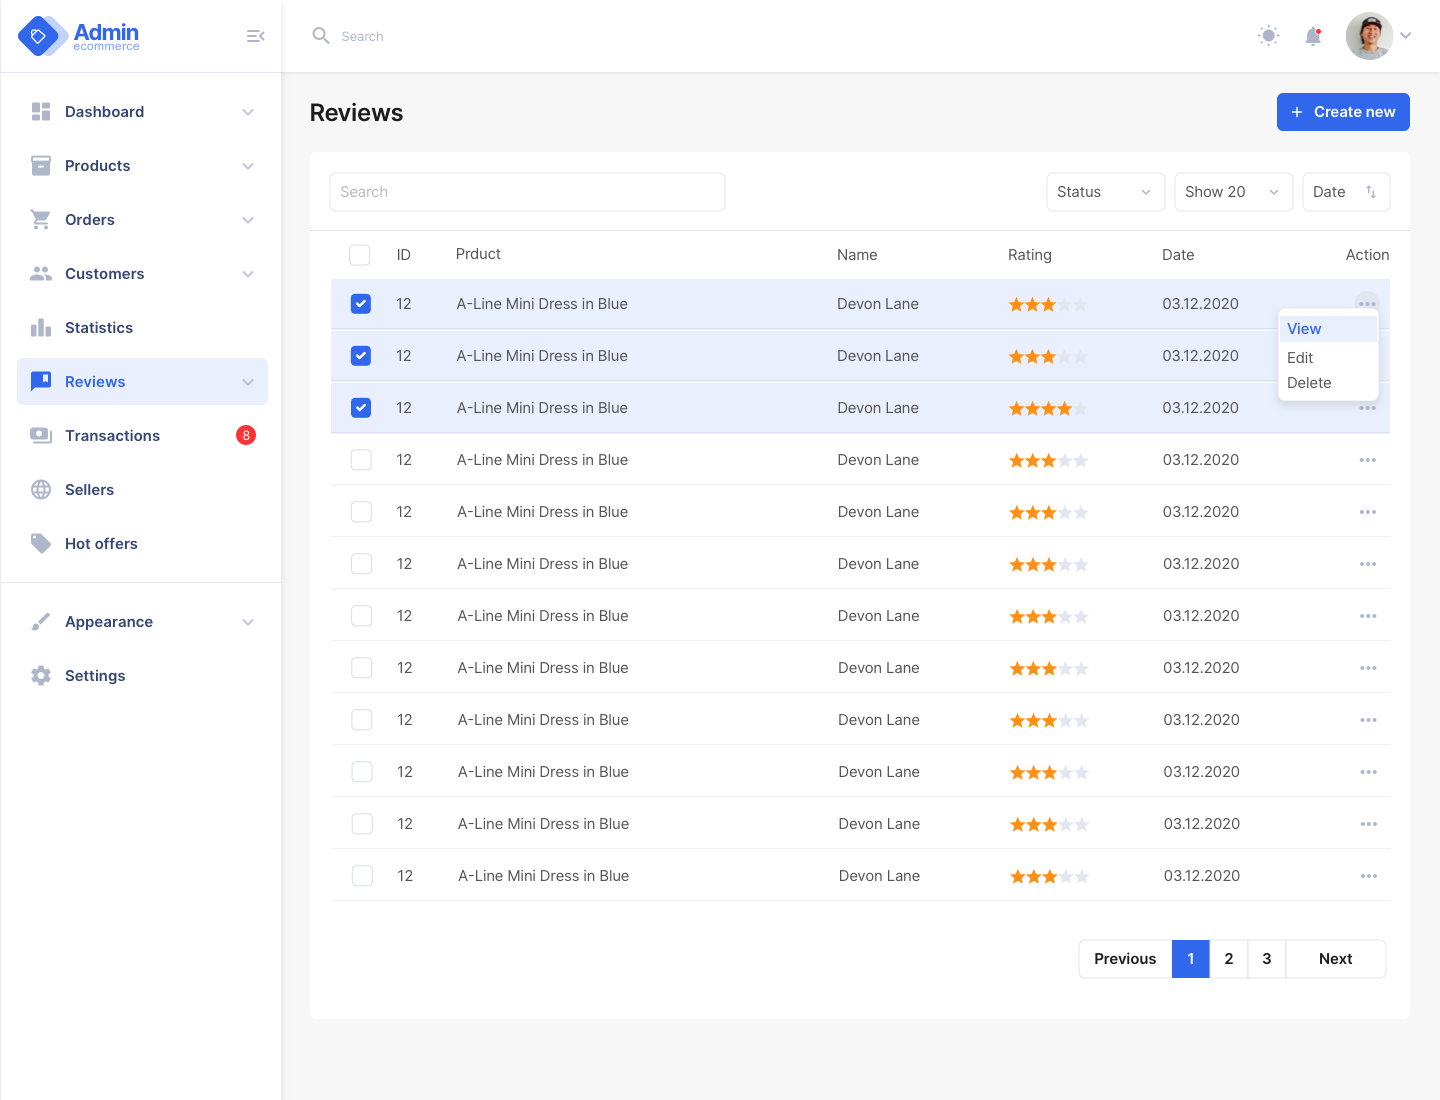 Admin
ecommerce
Search
Dashboard
Products
Orders
Customers
Statistics
Reviews
Transactions 8
Sellers
Hot offers
Appearance
Settings
Reviews
+ Create new
Search
Status
Show 20
Date
ID Prduct Name Rating Date Action
12 A-Line Mini Dress in Blue Devon Lane 03.12.2020
12 A-Line Mini Dress in Blue Devon Lane 03.12.2020
12 A-Line Mini Dress in Blue Devon Lane 03.12.2020
View
Edit
Delete
12 A-Line Mini Dress in Blue Devon Lane 03.12.2020
12 A-Line Mini Dress in Blue Devon Lane 03.12.2020
12 A-Line Mini Dress in Blue Devon Lane 03.12.2020
12 A-Line Mini Dress in Blue Devon Lane 03.12.2020
12 A-Line Mini Dress in Blue Devon Lane 03.12.2020
12 A-Line Mini Dress in Blue Devon Lane 03.12.2020
12 A-Line Mini Dress in Blue Devon Lane 03.12.2020
12 A-Line Mini Dress in Blue Devon Lane 03.12.2020
12 A-Line Mini Dress in Blue Devon Lane 03.12.2020
Previous 1 2 3 Next